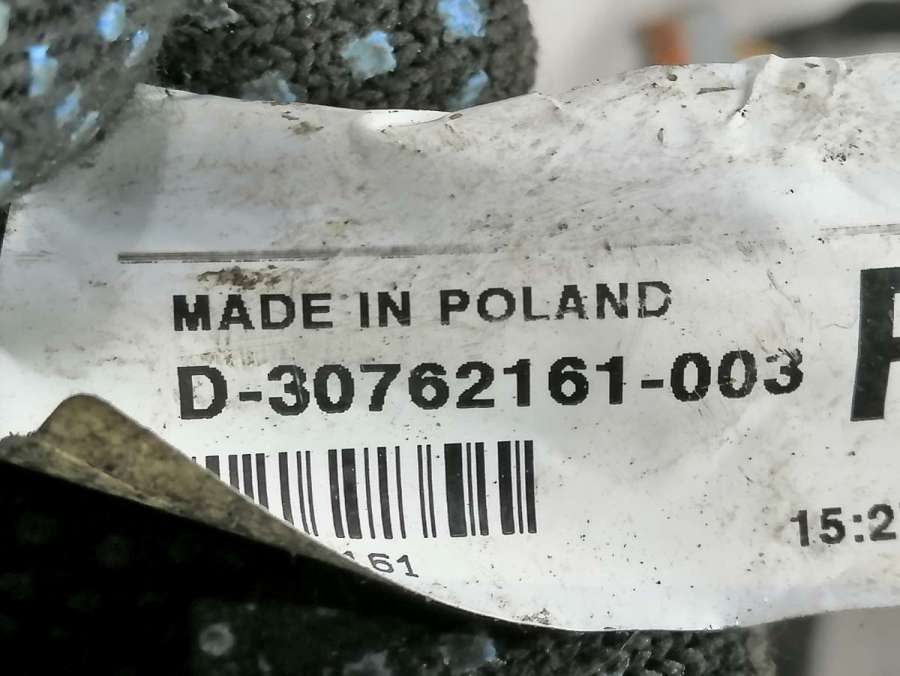 MADE IN POLAND
D-30762161-003
15:2
161